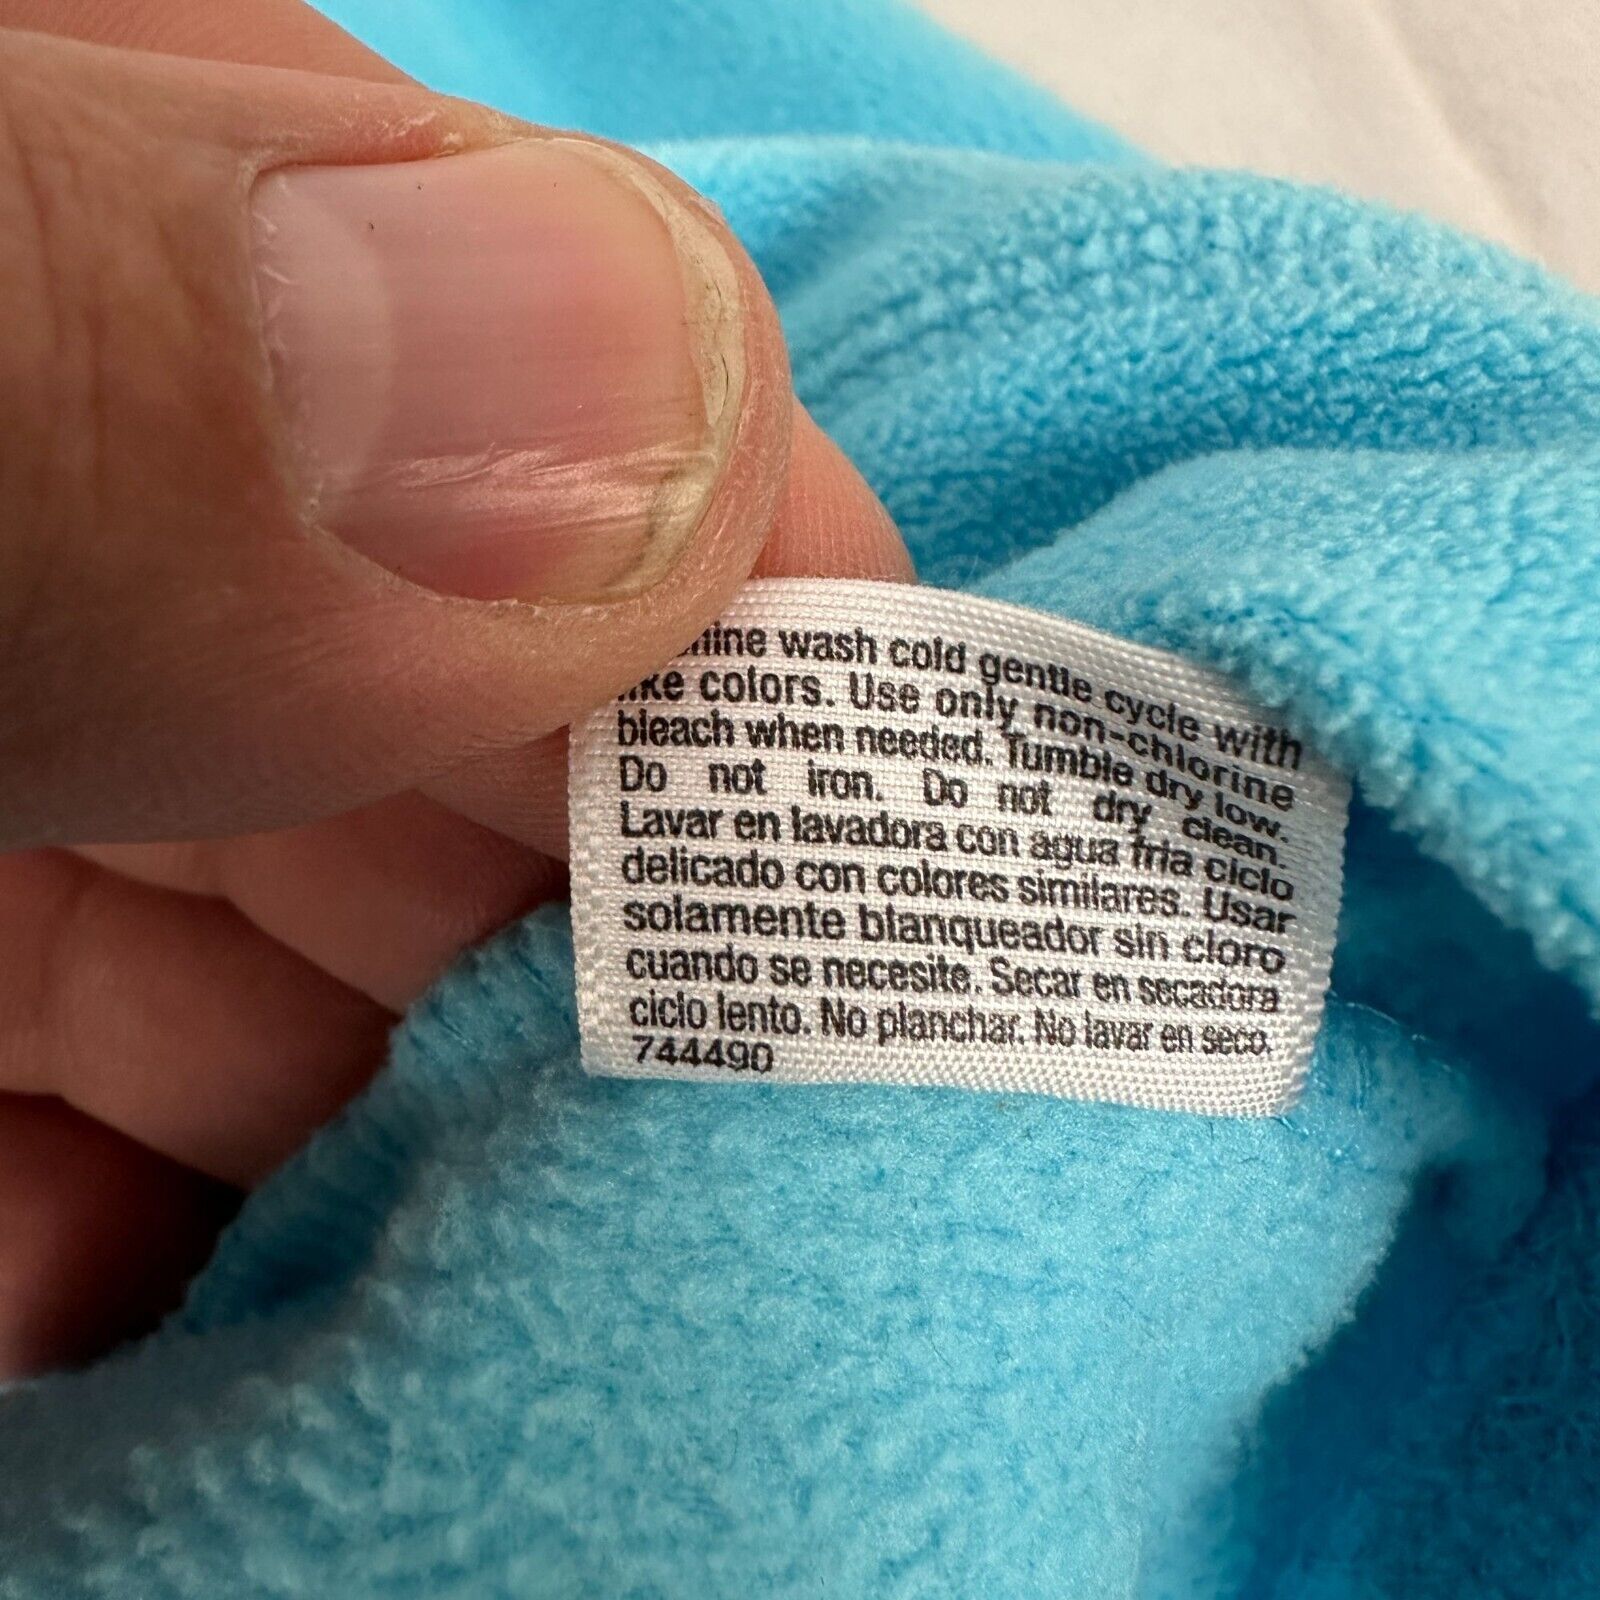 wash cold gentle cycle with
colors. Use only non-chlorine
bleach when needed. Tumble dry low.
Do not iron. Do not dry clean.
Lavar en lavadora con agua fria ciclo
delicado con colores similares. Usar
solamente blanqueador sin cloro
cuando se necesite. Secar en secadora
ciclo lento. No planchar. No lavar en seco.
744490